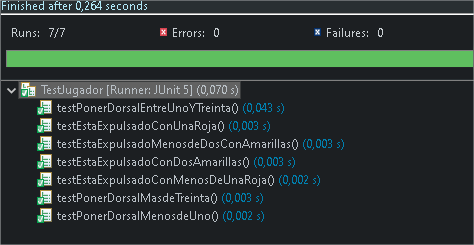 Finished after 0,264 seconds
Runs: 7/7 Errors: 0 Failures: 0
TestJugador [Runner: JUnit 5] (0,070 s)
testPonerDorsalEntreUnoYTreinta() (0,043 s)
testEstaExpulsadoConUnaRoja() (0,003 s)
testEstaExpulsadoMenosdeDosConAmarillas() (0,003 s)
testEstaExpulsadoConDosAmarillas() (0,003 s)
testEstaExpulsadoConMenosDeUnaRoja() (0,002 s)
testPonerDorsalMasdeTreinta() (0,003 s)
testPonerDorsalMenosdeUno() (0,002 s)